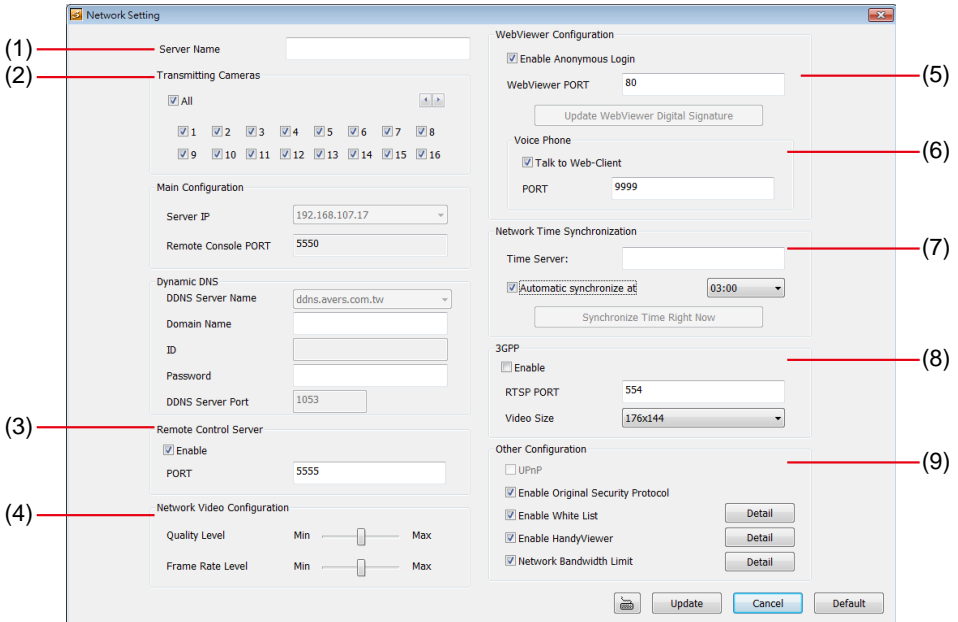 Network Setting
(1)
Server Name
(2)
Transmitting Cameras
All
1 2 3 4 5 6 7 8
9 10 11 12 13 14 15 16
Main Configuration
Server IP 192.168.107.17
Remote Console PORT 5550
Dynamic DNS
DDNS Server Name ddns.avers.com.tw
Domain Name
ID
Password
DDNS Server Port 1053
(3)
Remote Control Server
Enable
PORT 5555
(4)
Network Video Configuration
Quality Level Min Max
Frame Rate Level Min Max
WebViewer Configuration
Enable Anonymous Login
(5)
WebViewer PORT 80
Update WebViewer Digital Signature
Voice Phone
(6)
Talk to Web-Client
PORT 9999
Network Time Synchronization
(7)
Time Server:
Automatic synchronize at 03:00
Synchronize Time Right Now
3GPP
(8)
Enable
RTSP PORT 554
Video Size 176x144
Other Configuration
(9)
UPnP
Enable Original Security Protocol
Enable White List Detail
Enable HandyViewer Detail
Network Bandwidth Limit Detail
Update Cancel Default